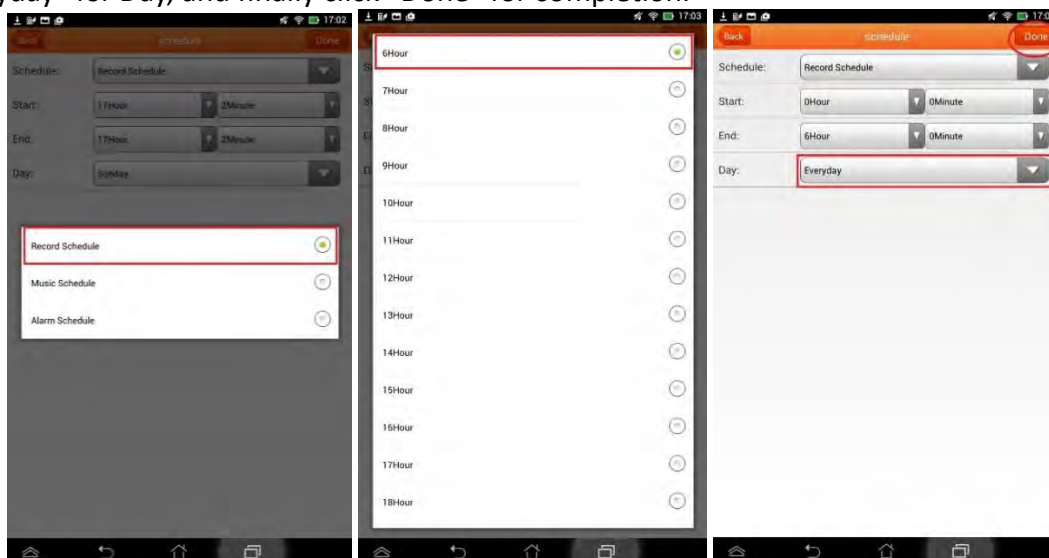 yday" for Day, and finally click "Done" for completion.
17:02
Back schedule Done
Schedule: Record Schedule
Start: 17Hour 2Minute
End: 17Hour 2Minute
Day: Sunday
Record Schedule
Music Schedule
Alarm Schedule
17:03
6Hour
7Hour
8Hour
9Hour
10Hour
11Hour
12Hour
13Hour
14Hour
15Hour
16Hour
17Hour
18Hour
17:0
Back schedule Done
Schedule: Record Schedule
Start: 0Hour 0Minute
End: 6Hour 0Minute
Day: Everyday